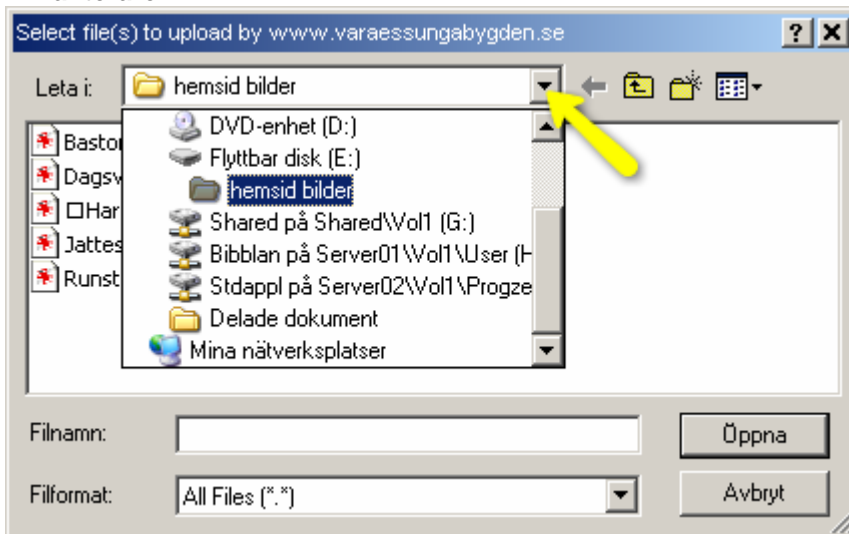 Select file(s) to upload by www.varaessungabygden.se
Leta i:
hemsid bilder
DVD-enhet (D:)
Flyttbar disk (E:)
hemsid bilder
Shared på Shared\Vol1 (G:)
Bibblan på Server01\Vol1\User (H
Stdappl på Server02\Vol1\Progze
Delade dokument
Mina nätverksplatser
Bastor
Dagsv
Har
Jattes
Runst
Filnamn:
Öppna
Filformat:
All Files (*.*)
Avbryt